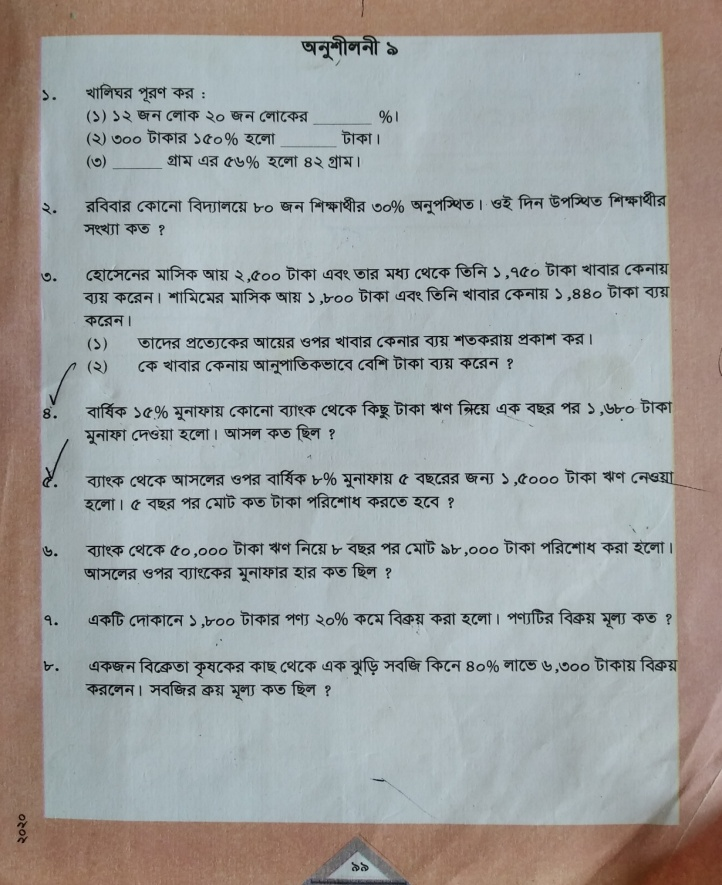 অনুশীলনী ৯
১. খালিঘর পূরণ কর :
(১) ১২ জন লোক ২০ জন লোকের ________ %।
(২) ৩০০ টাকার ১৫০% হলো ________ টাকা।
(৩) _______ গ্রাম এর ৫৬% হলো ৪২ গ্রাম।
২. রবিবার কোনো বিদ্যালয়ে ৮০ জন শিক্ষার্থীর ৩০% অনুপস্থিত। ওই দিন উপস্থিত শিক্ষার্থীর
সংখ্যা কত ?
৩. হোসেনের মাসিক আয় ২,৫০০ টাকা এবং তার মধ্য থেকে তিনি ১,৭৫০ টাকা খাবার কেনায়
ব্যয় করেন। শামিমের মাসিক আয় ১,৮০০ টাকা এবং তিনি খাবার কেনায় ১,৪৪০ টাকা ব্যয়
করেন।
(১) তাদের প্রত্যেকের আয়ের ওপর খাবার কেনার ব্যয় শতকরায় প্রকাশ কর।
(২) কে খাবার কেনায় আনুপাতিকভাবে বেশি টাকা ব্যয় করেন ?
৪. বার্ষিক ১৫% মুনাফায় কোনো ব্যাংক থেকে কিছু টাকা ঋণ নিয়ে এক বছর পর ১,৬৮০ টাকা
মুনাফা দেওয়া হলো। আসল কত ছিল ?
৫. ব্যাংক থেকে আসলের ওপর বার্ষিক ৮% মুনাফায় ৫ বছরের জন্য ১,৫০০০ টাকা ঋণ নেওয়া
হলো। ৫ বছর পর মোট কত টাকা পরিশোধ করতে হবে ?
৬. ব্যাংক থেকে ৫০,০০০ টাকা ঋণ নিয়ে ৮ বছর পর মোট ৯৮,০০০ টাকা পরিশোধ করা হলো।
আসলের ওপর ব্যাংকের মুনাফার হার কত ছিল ?
৭. একটি দোকানে ১,৮০০ টাকার পণ্য ২০% কমে বিক্রয় করা হলো। পণ্যটির বিক্রয় মূল্য কত ?
৮. একজন বিক্রেতা কৃষকের কাছ থেকে এক ঝুড়ি সবজি কিনে ৪০% লাভে ৬,৩০০ টাকায় বিক্রয়
করলেন। সবজির ক্রয় মূল্য কত ছিল ?
২০২০
৯৯